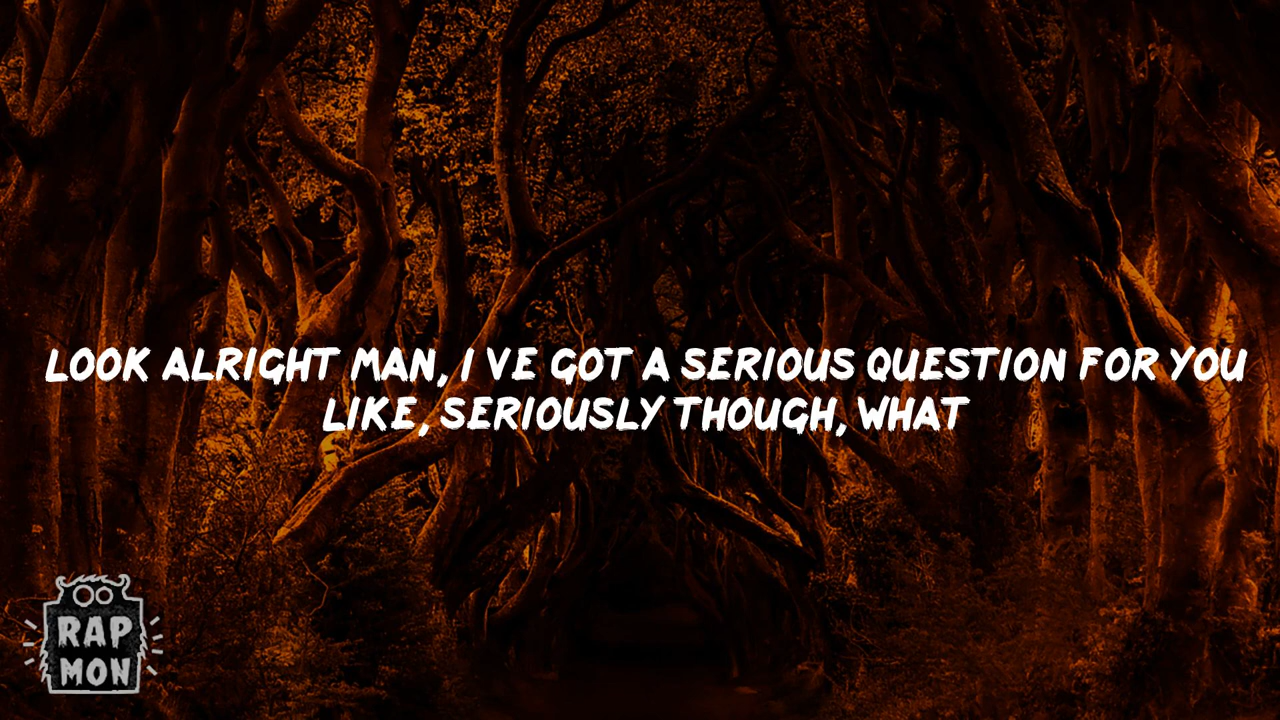 LOOK ALRIGHT MAN, I VE GOT A SERIOUS QUESTION FOR YOU
LIKE, SERIOUSLY THOUGH, WHAT
RAP
MON